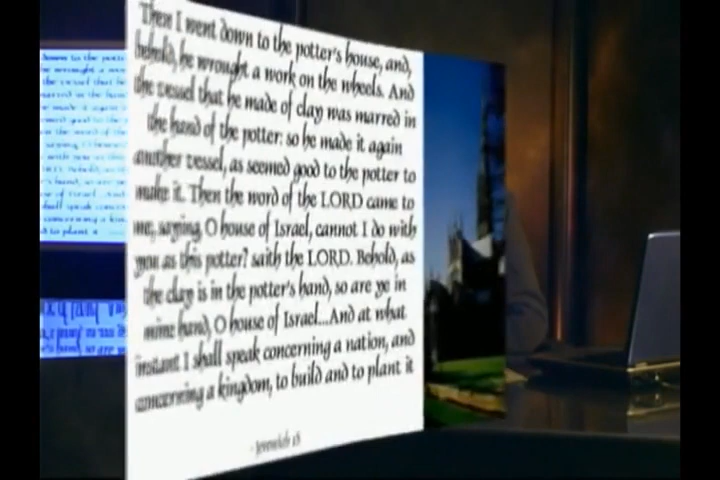 Then I went down to the potter's house, and,
behold, he wrought a work on the wheels. And
the vessel that he made of clay was marred in
the hand of the potter: so he made it again
another vessel, as seemed good to the potter to
make it. Then the word of the LORD came to
me, saying, O house of Israel, cannot I do with
you as this potter? saith the LORD. Behold, as
the clay is in the potter's hand, so are ye in
mine hand, O house of Israel...And at what
instant I shall speak concerning a nation, and
concerning a kingdom, to build and to plant it
- Jeremiah 18